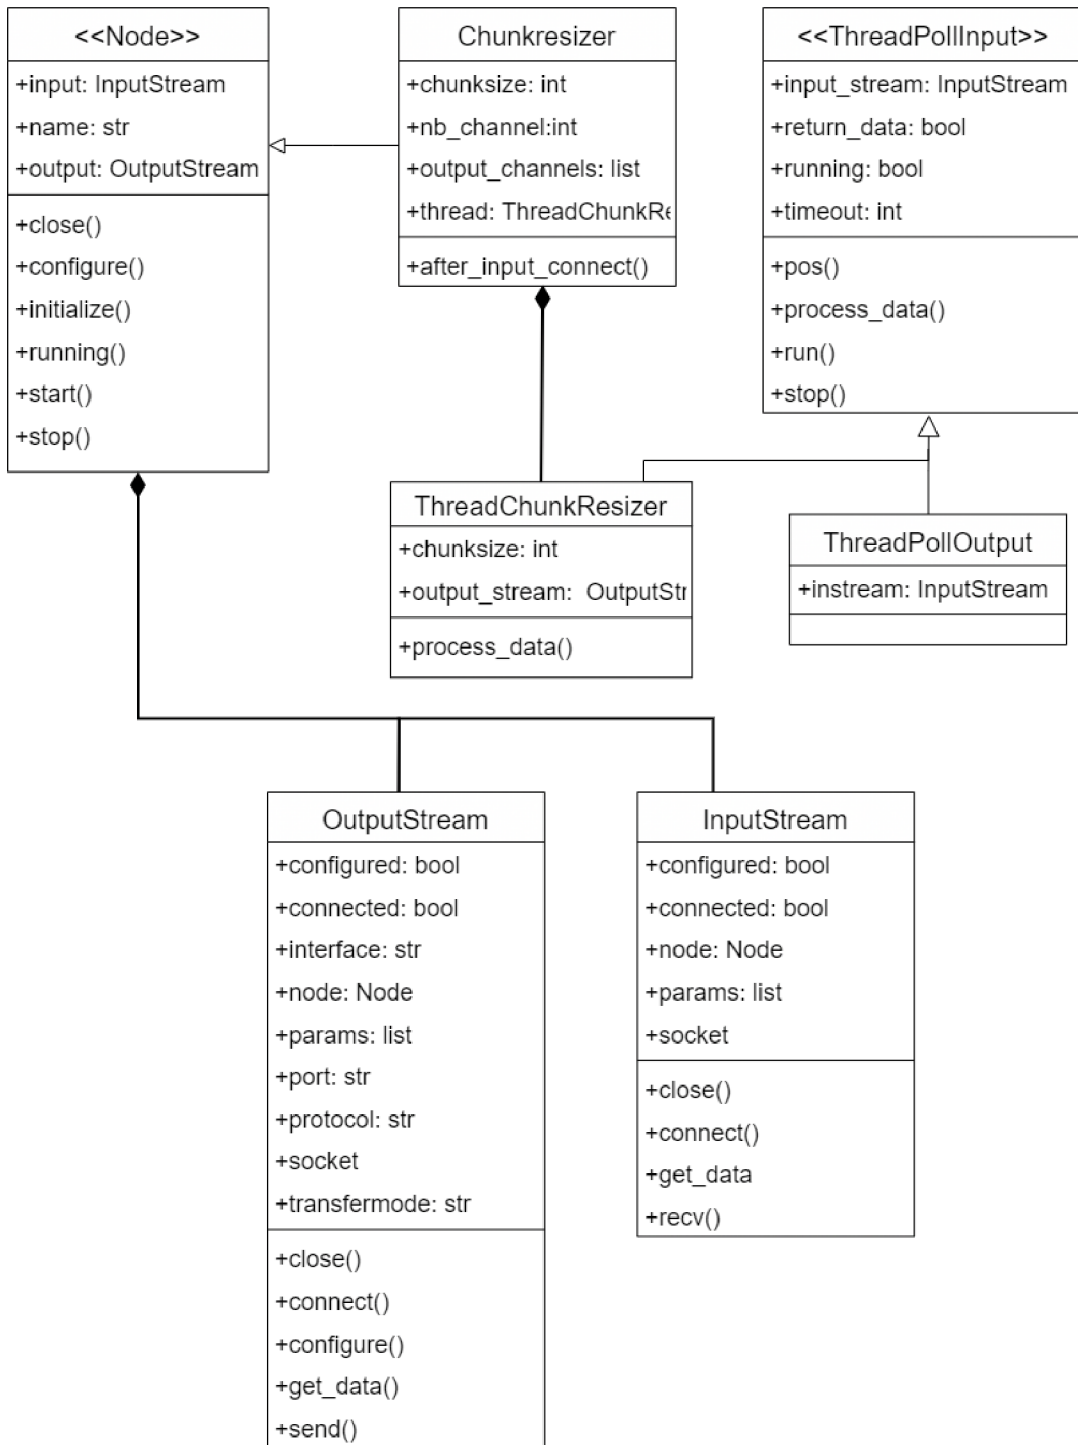 <<Node>>
+input: InputStream
+name: str
+output: OutputStream
+close()
+configure()
+initialize()
+running()
+start()
+stop()
Chunkresizer
+chunksize: int
+nb_channel:int
+output_channels: list
+thread: ThreadChunkRe
+after_input_connect()
<<ThreadPollInput>>
+input_stream: InputStream
+return_data: bool
+running: bool
+timeout: int
+pos()
+process_data()
+run()
+stop()
ThreadChunkResizer
+chunksize: int
+output_stream: OutputStr
+process_data()
ThreadPollOutput
+instream: InputStream
OutputStream
+configured: bool
+connected: bool
+interface: str
+node: Node
+params: list
+port: str
+protocol: str
+socket
+transfermode: str
+close()
+connect()
+configure()
+get_data()
+send()
InputStream
+configured: bool
+connected: bool
+node: Node
+params: list
+socket
+close()
+connect()
+get_data
+recv()